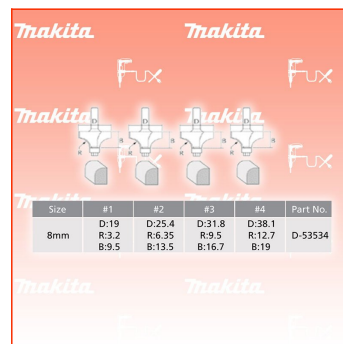 Makita
Makita
Fux
Makita
Makita
Fux
Size #1 #2 #3 #4 Part No.
8mm D:19 D:25.4 D:31.8 D:38.1 D-53534
R:3.2 R:6.35 R:9.5 R:12.7
B:9.5 B:13.5 B:16.7 B:19
Makita
Makita
Fux